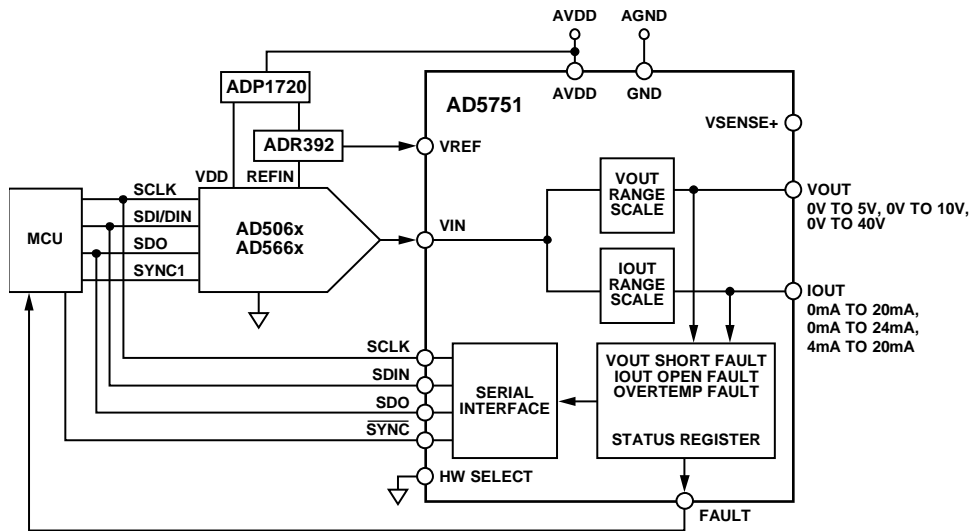 AVDD
AGND
ADP1720
AVDD
GND
AD5751
VSENSE+
ADR392
VREF
VDD
REFIN
SCLK
SDI/DIN
SDO
SYNC1
MCU
AD506x
AD566x
VIN
VOUT
RANGE
SCALE
VOUT
0V TO 5V, 0V TO 10V,
0V TO 40V
IOUT
RANGE
SCALE
IOUT
0mA TO 20mA,
0mA TO 24mA,
4mA TO 20mA
SCLK
SDIN
SDO
SYNC
SERIAL
INTERFACE
VOUT SHORT FAULT
IOUT OPEN FAULT
OVERTEMP FAULT
STATUS REGISTER
HW SELECT
FAULT